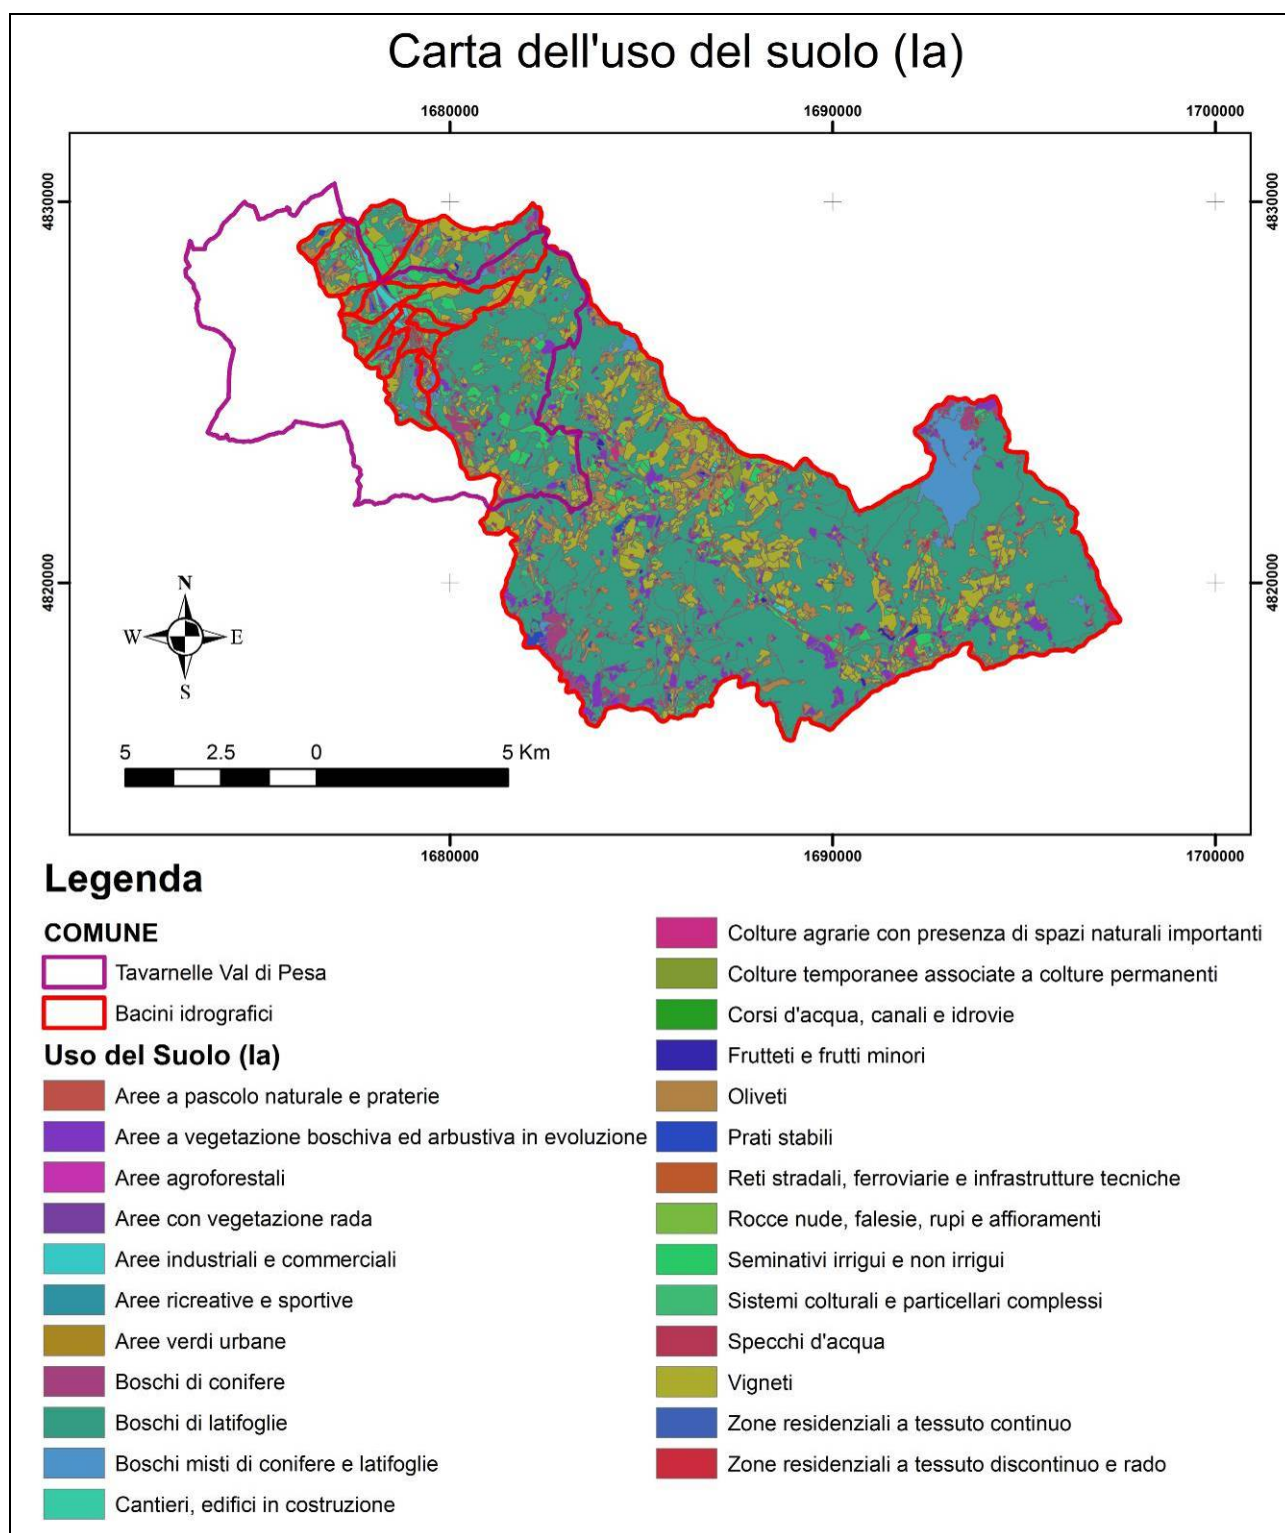 Carta dell'uso del suolo (Ia)
1680000 1690000 1700000
4830000 4830000
4820000 4820000
N
W E
S
5 2.5 0 5 Km
1680000 1690000 1700000
Legenda
COMUNE
Tavarnelle Val di Pesa
Bacini idrografici
Uso del Suolo (Ia)
Aree a pascolo naturale e praterie
Aree a vegetazione boschiva ed arbustiva in evoluzione
Aree agroforestali
Aree con vegetazione rada
Aree industriali e commerciali
Aree ricreative e sportive
Aree verdi urbane
Boschi di conifere
Boschi di latifoglie
Boschi misti di conifere e latifoglie
Cantieri, edifici in costruzione
Colture agrarie con presenza di spazi naturali importanti
Colture temporanee associate a colture permanenti
Corsi d'acqua, canali e idrovie
Frutteti e frutti minori
Oliveti
Prati stabili
Reti stradali, ferroviarie e infrastrutture tecniche
Rocce nude, falesie, rupi e affioramenti
Seminativi irrigui e non irrigui
Sistemi colturali e particellari complessi
Specchi d'acqua
Vigneti
Zone residenziali a tessuto continuo
Zone residenziali a tessuto discontinuo e rado